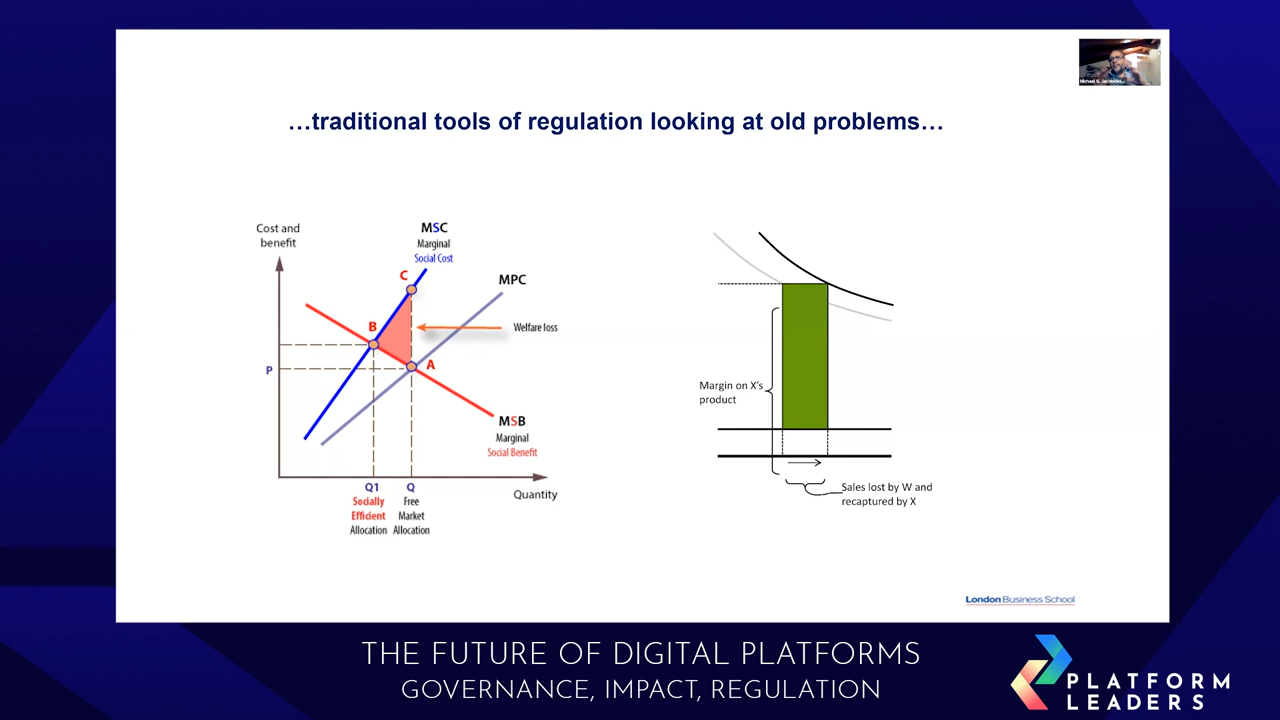 Michael G. Jacobides
…traditional tools of regulation looking at old problems…
Cost and
benefit
MSC
Marginal
Social Cost
C
MPC
B
Welfare loss
A
P
MSB
Marginal
Social Benefit
Q1
Socially
Efficient
Allocation
Q
Free
Market
Allocation
Quantity
Margin on X's
product
Sales lost by W and
recaptured by X
London Business School
THE FUTURE OF DIGITAL PLATFORMS
GOVERNANCE, IMPACT, REGULATION
PLATFORM
LEADERS